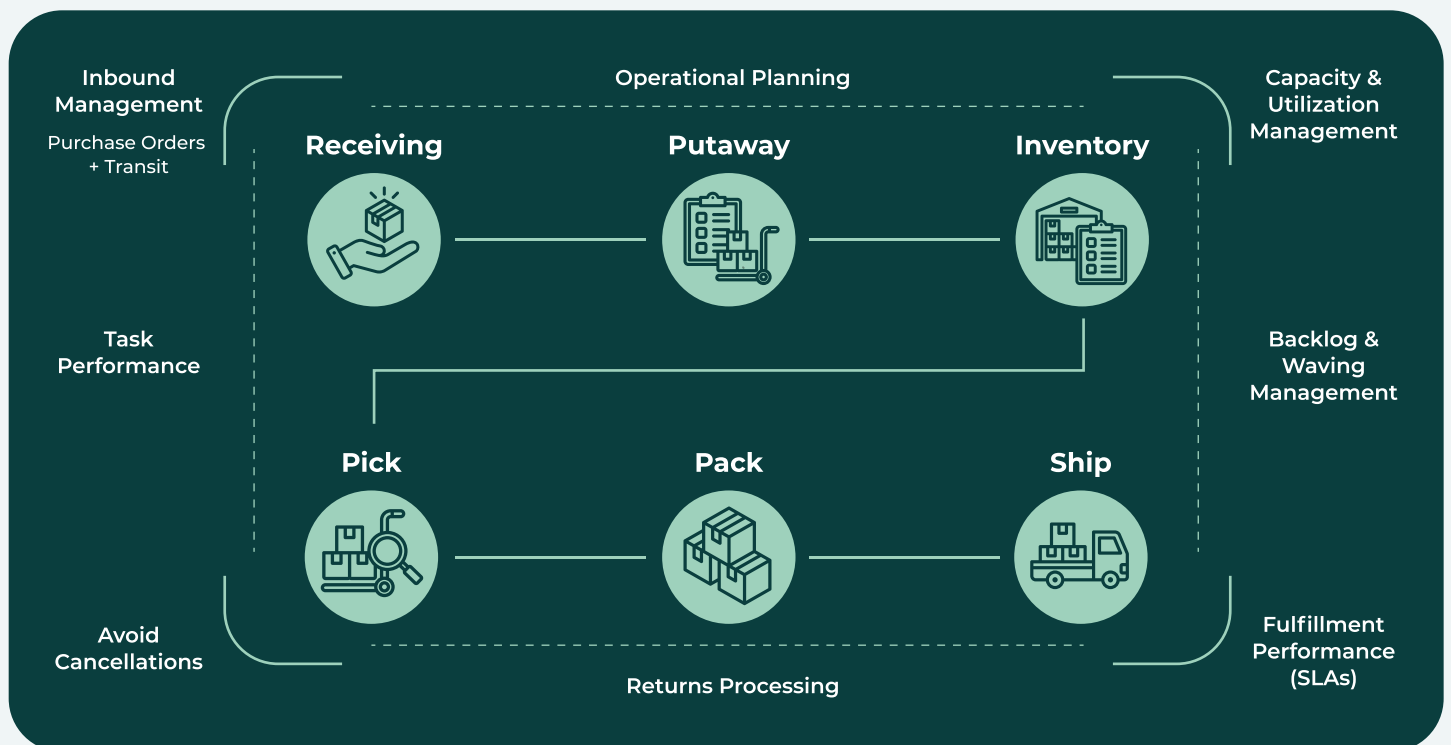 Inbound
Management
Purchase Orders
+ Transit
Operational Planning
Capacity &
Utilization
Management
Receiving
Putaway
Inventory
Task
Performance
Backlog &
Waving
Management
Pick
Pack
Ship
Avoid
Cancellations
Returns Processing
Fulfillment
Performance
(SLAs)